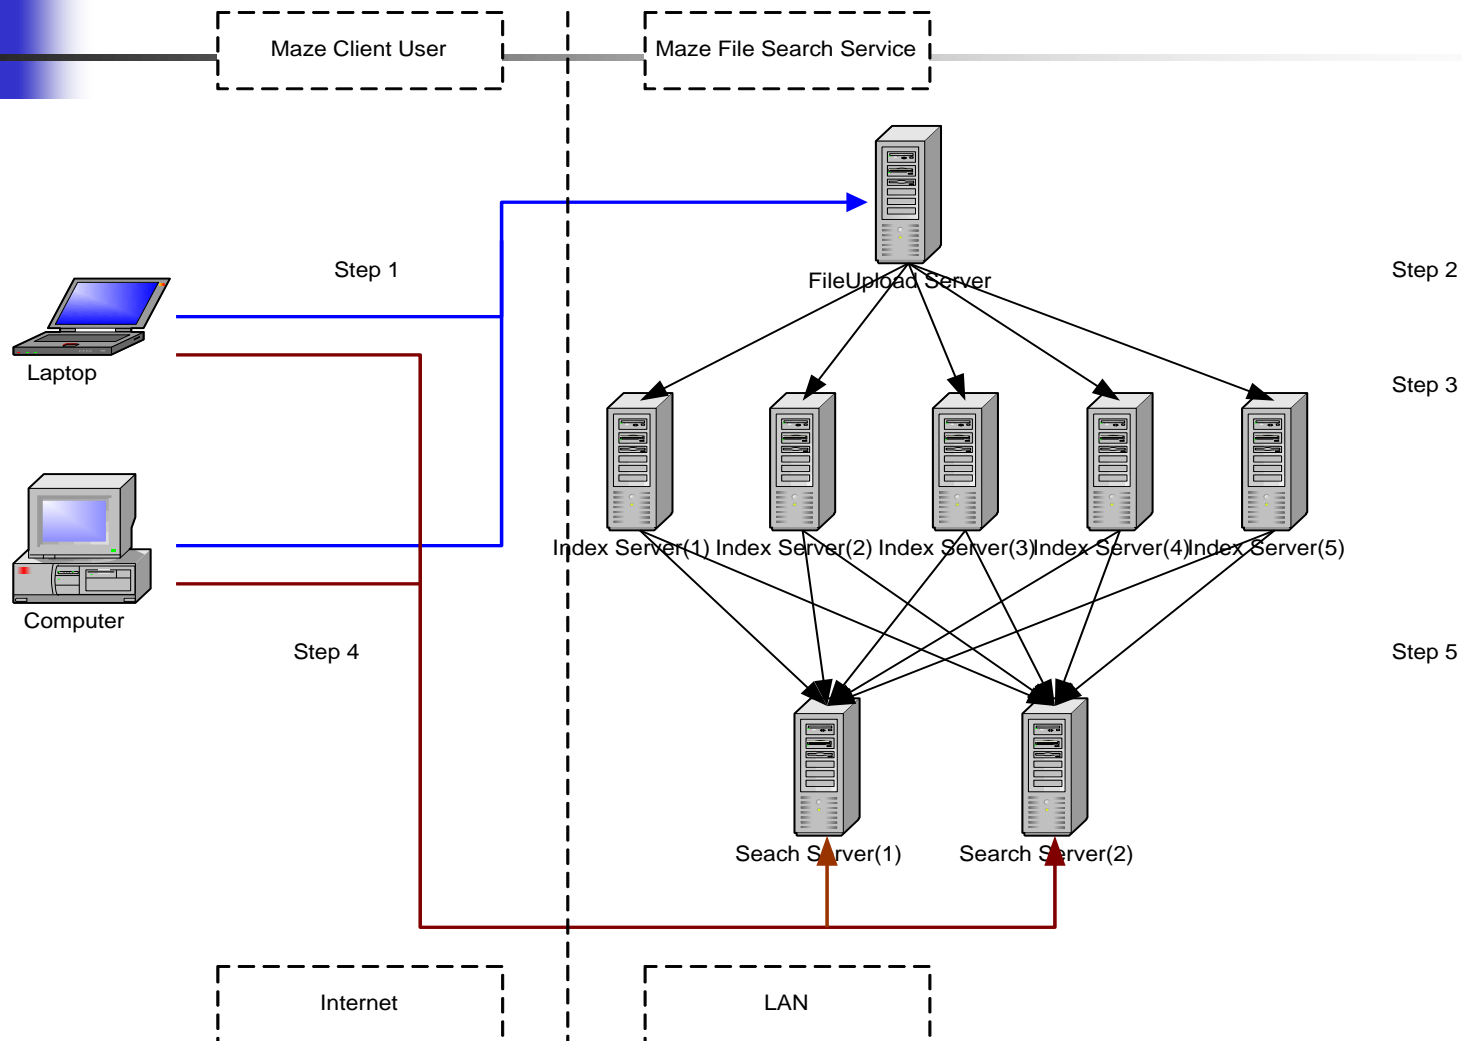 Maze Client User
Maze File Search Service
Step 1
FileUpload Server
Step 2
Laptop
Step 3
Index Server(1)
Index Server(2)
Index Server(3)
Index Server(4)
Index Server(5)
Computer
Step 4
Step 5
Seach Server(1)
Search Server(2)
Internet
LAN